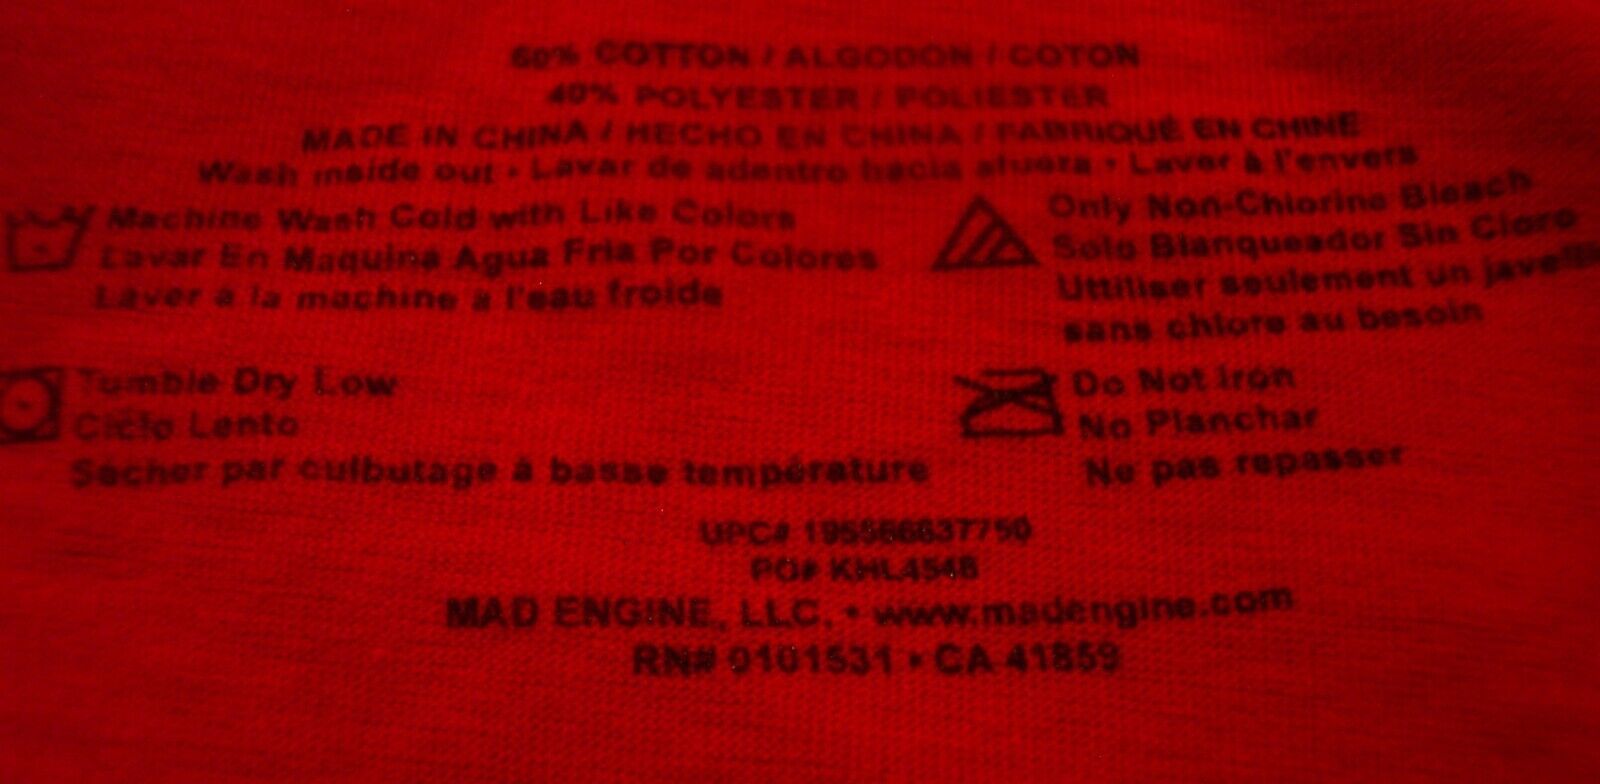 60% COTTON / ALGODON / COTON
40% POLYESTER / POLIESTER
MADE IN CHINA / HECHO EN CHINA / FABRIQUÉ EN CHINE
Wash inside out • Lavar de adentro hacia afuera • Laver à l'envers
Machine Wash Cold with Like Colors
Lavar En Maquina Agua Fria Por Colores
Laver a la machine a l'eau froide
Only Non-Chlorine Bleach
Solo Blanqueador Sin Cloro
Uttiliser seulement un
sans chlore au besoin
Tumble Dry Low
Ciclo Lento
Sécher par culbutage à basse température
Do Not Iron
No Planchar
Ne pas repasser
UPC#
PO# KHL4548
MAD ENGINE, LLC. • www.madengine.com
RN# 0101531 • CA 41859